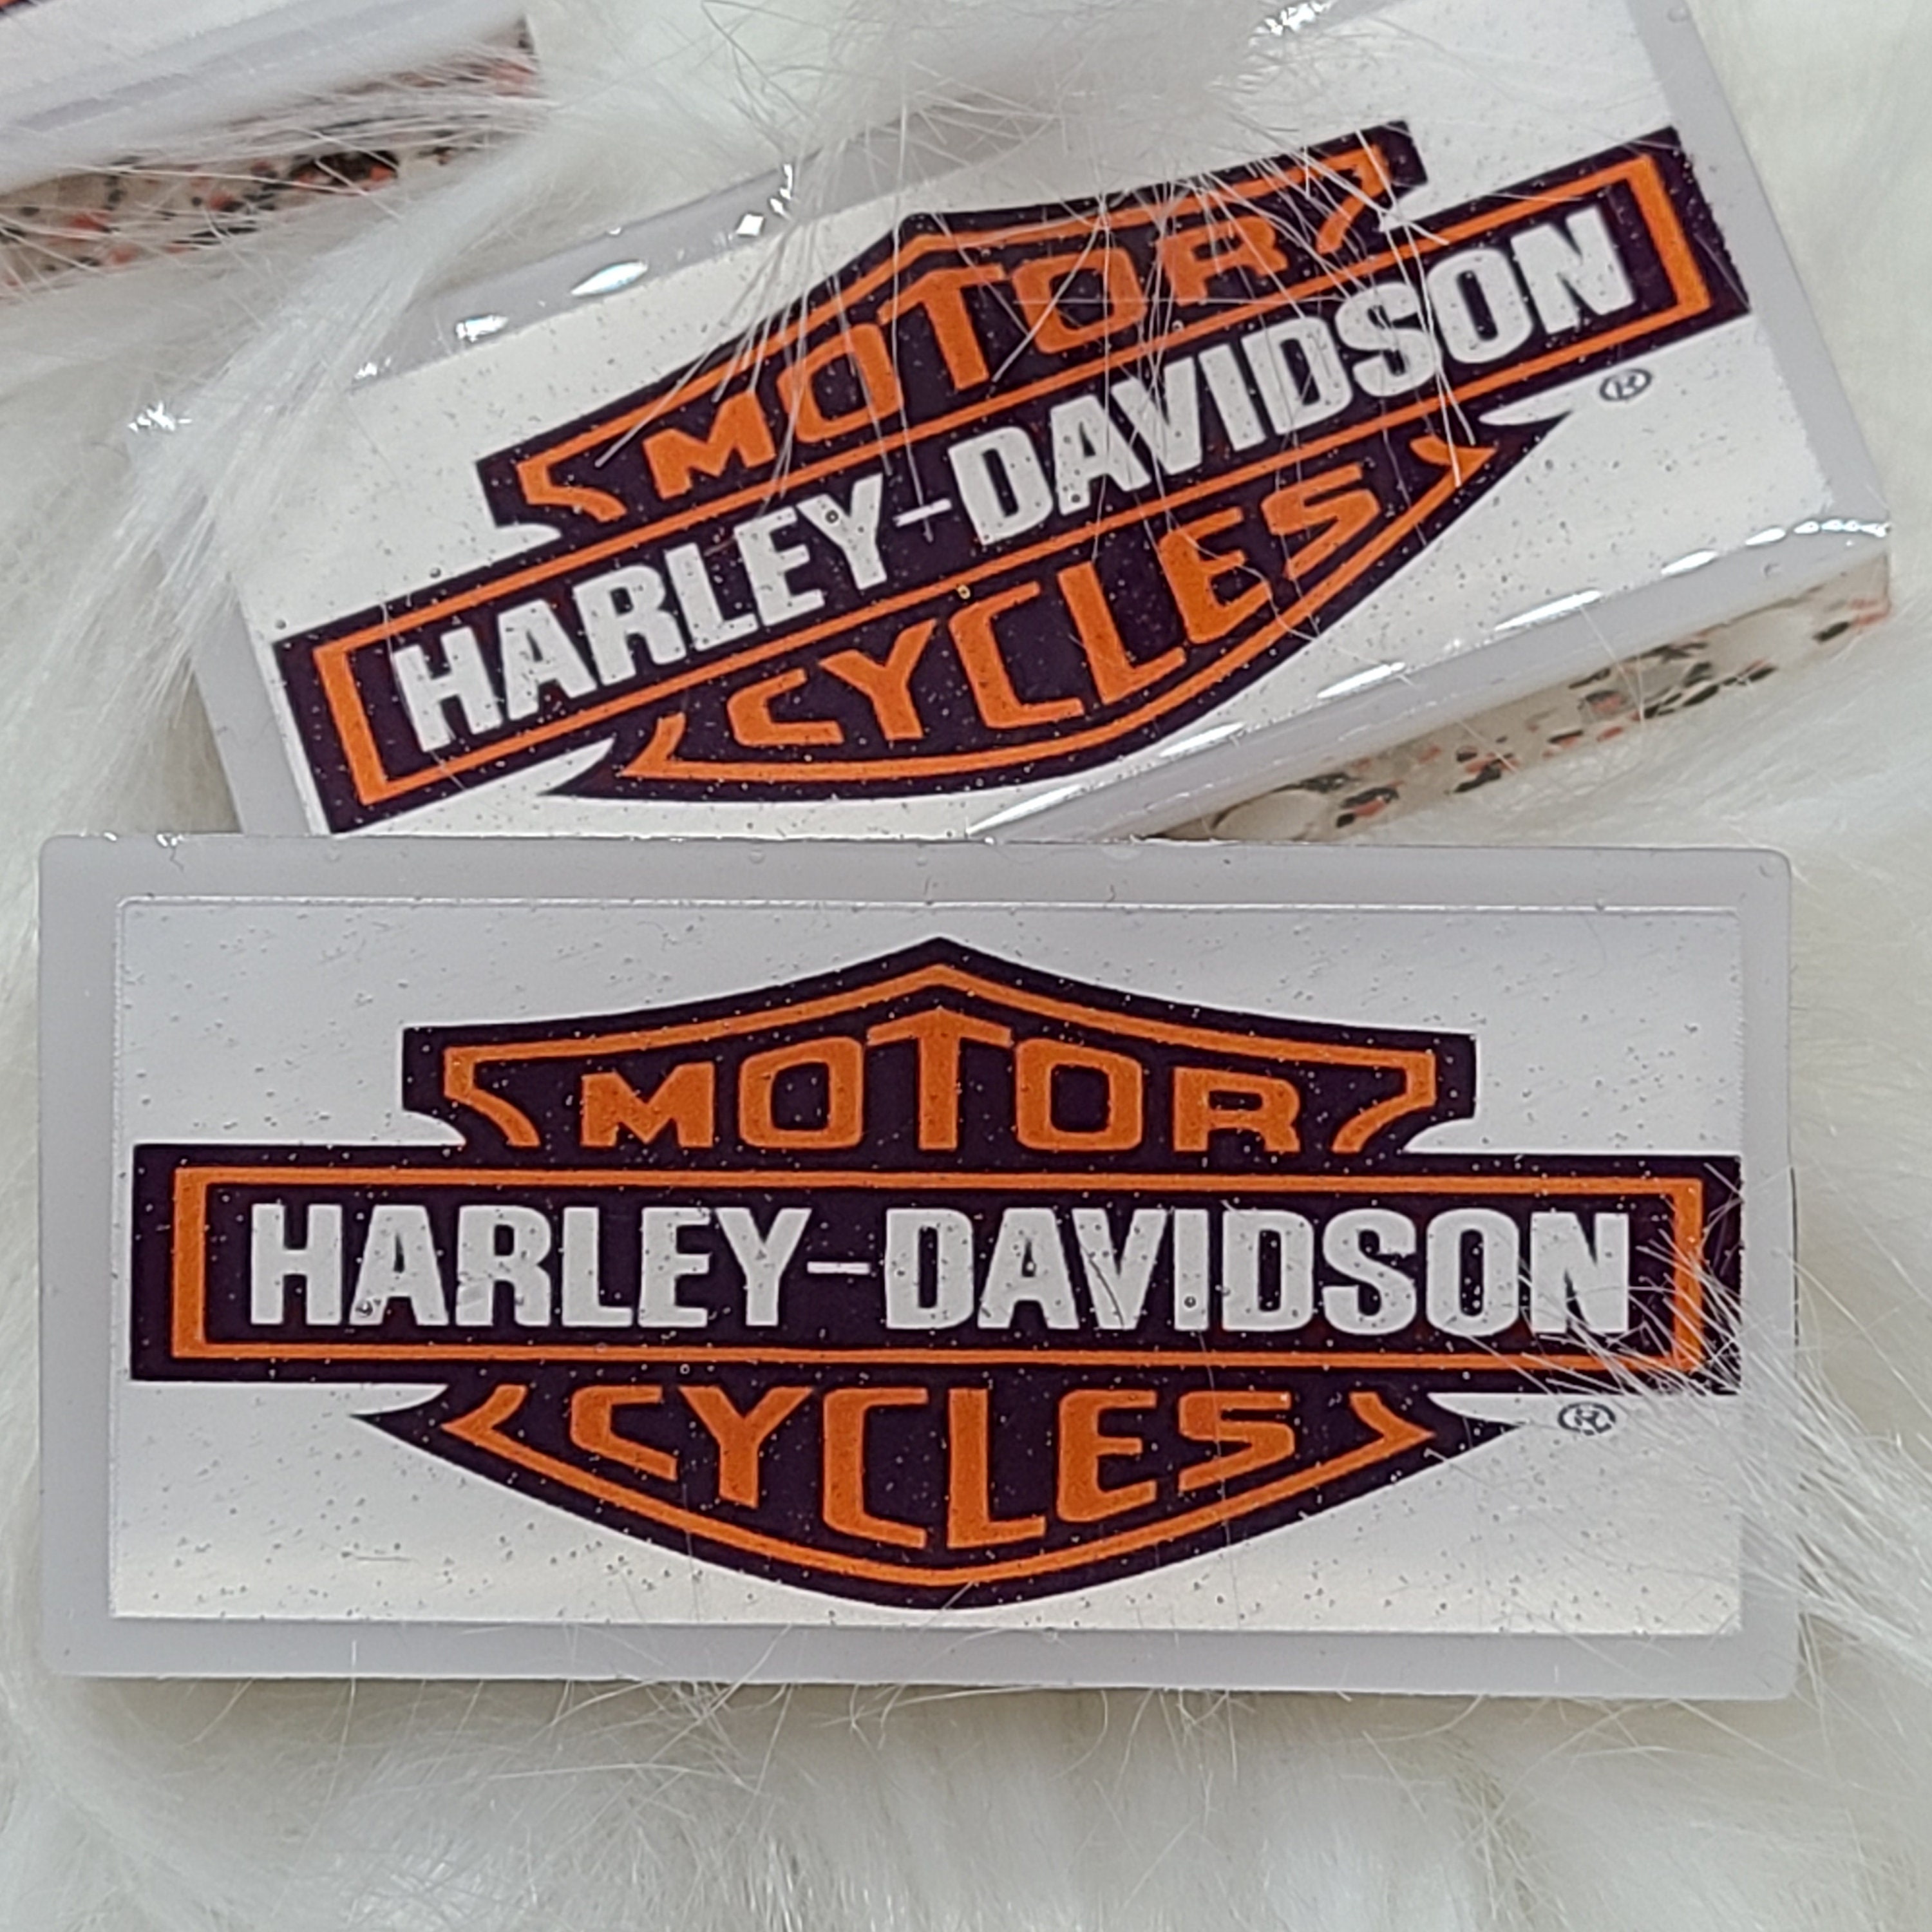 MOTOR
HARLEY-DAVIDSON
®
CYCLES
MOTOR
HARLEY-DAVIDSON
CYCLES
®